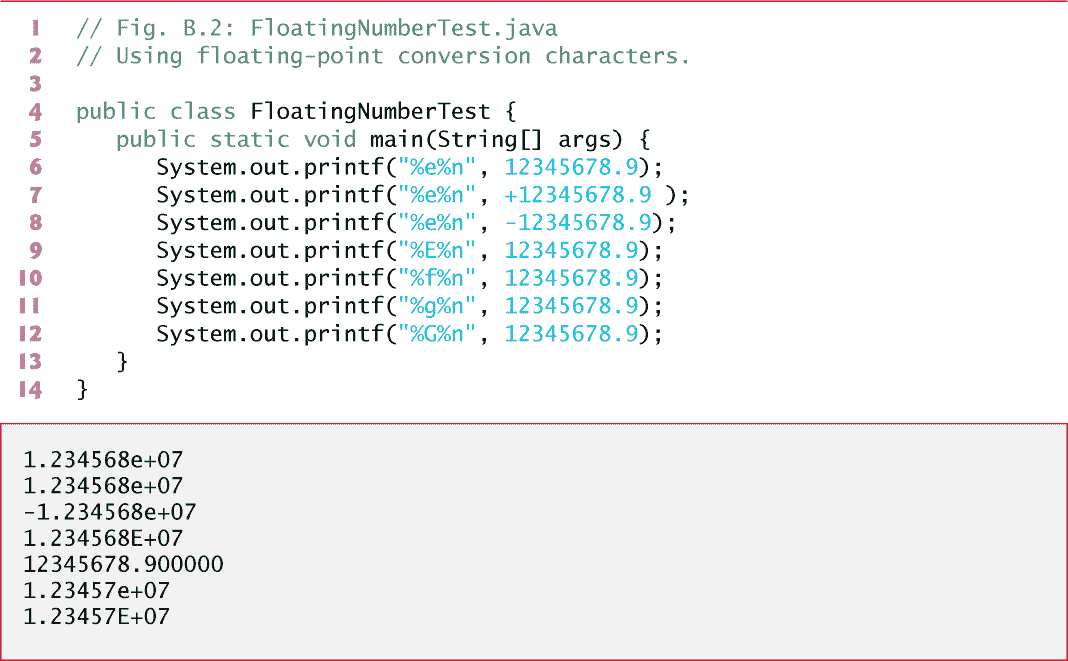 1 // Fig. B.2: FloatingNumberTest.java
2 // Using floating-point conversion characters.
3
4 public class FloatingNumberTest {
5    public static void main(String[] args) {
6       System.out.printf("%e%n", 12345678.9);
7       System.out.printf("%e%n", +12345678.9 );
8       System.out.printf("%e%n", -12345678.9);
9       System.out.printf("%E%n", 12345678.9);
10       System.out.printf("%f%n", 12345678.9);
11       System.out.printf("%g%n", 12345678.9);
12       System.out.printf("%G%n", 12345678.9);
13    }
14 }
1.234568e+07
1.234568e+07
-1.234568e+07
1.234568E+07
12345678.900000
1.23457e+07
1.23457E+07